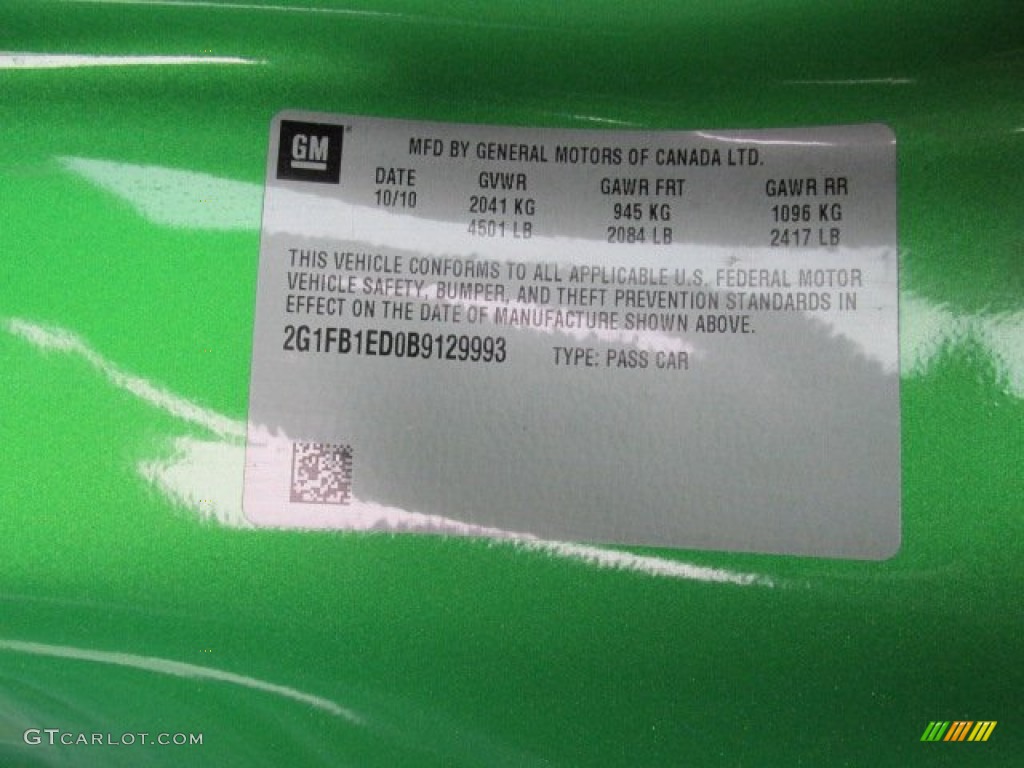 GM
MFD BY GENERAL MOTORS OF CANADA LTD.
DATE GVWR GAWR FRT GAWR RR
10/10 2041 KG 945 KG 1096 KG
4501 LB 2084 LB 2417 LB
THIS VEHICLE CONFORMS TO ALL APPLICABLE U.S. FEDERAL MOTOR
VEHICLE SAFETY, BUMPER, AND THEFT PREVENTION STANDARDS IN
EFFECT ON THE DATE OF MANUFACTURE SHOWN ABOVE.
2G1FB1ED0B9129993 TYPE: PASS CAR
GTCARLOT.COM